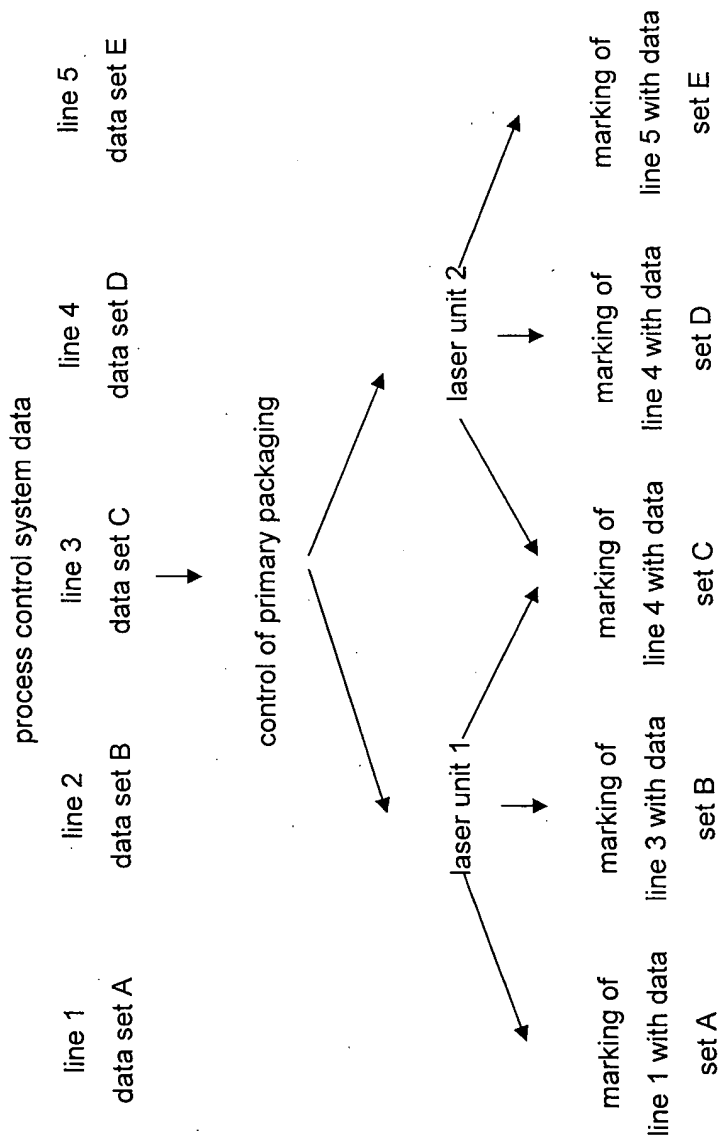 process control system data
line 1 line 2 line 3 line 4 line 5
data set A data set B data set C data set D data set E
control of primary packaging
laser unit 1 laser unit 2
marking of marking of marking of marking of marking of
line 1 with data line 3 with data line 4 with data line 4 with data line 5 with data
set A set B set C set D set E